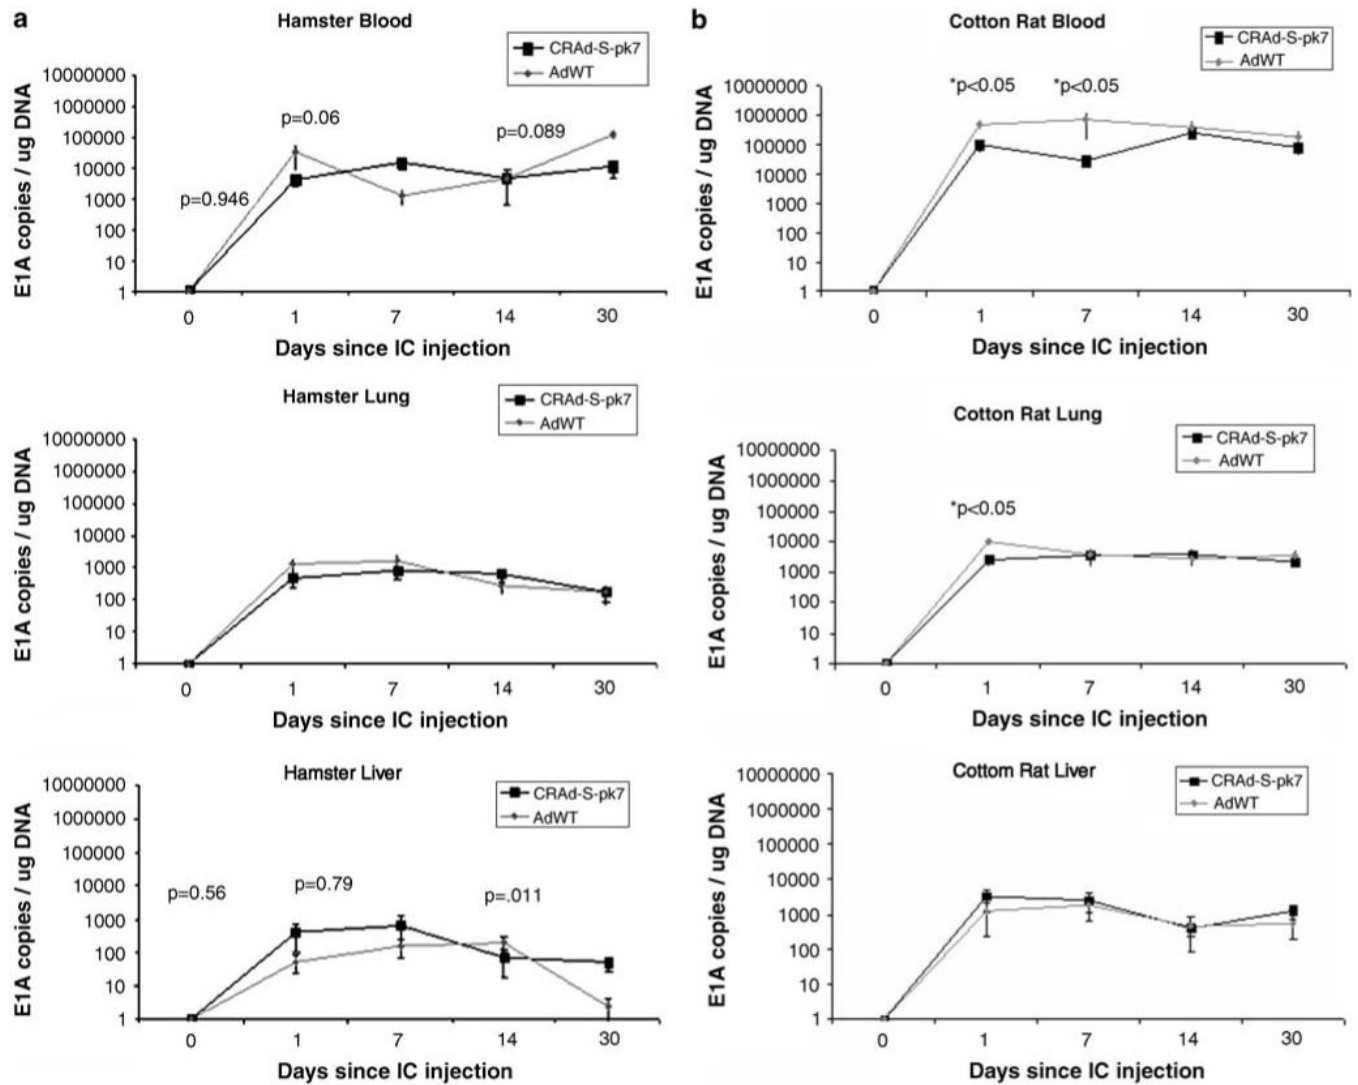 a
Hamster Blood
CRAd-S-pk7
AdWT
E1A copies / ug DNA
10000000
1000000
100000
10000
1000
100
10
1
p=0.946
p=0.06
p=0.089
0 1 7 14 30
Days since IC injection
Hamster Lung
CRAd-S-pk7
AdWT
E1A copies / ug DNA
10000000
1000000
100000
10000
1000
100
10
1
0 1 7 14 30
Days since IC injection
Hamster Liver
CRAd-S-pk7
AdWT
E1A copies / ug DNA
10000000
1000000
100000
10000
1000
100
10
1
p=0.56
p=0.79
p=.011
0 1 7 14 30
Days since IC injection
b
Cotton Rat Blood
CRAd-S-pk7
AdWT
E1A copies / ug DNA
10000000
1000000
100000
10000
1000
100
10
1
*p<0.05
*p<0.05
0 1 7 14 30
Days since IC injection
Cotton Rat Lung
CRAd-S-pk7
AdWT
E1A copies / ug DNA
10000000
1000000
100000
10000
1000
100
10
1
*p<0.05
0 1 7 14 30
Days since IC injection
Cottom Rat Liver
CRAd-S-pk7
AdWT
E1A copies / ug DNA
10000000
1000000
100000
10000
1000
100
10
1
0 1 7 14 30
Days since IC injection